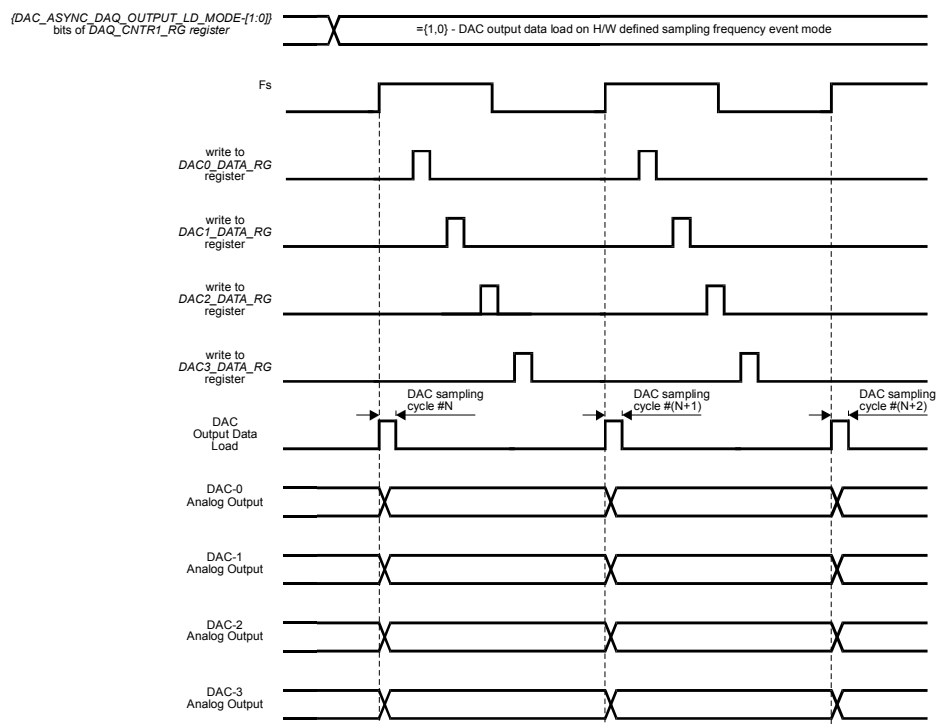 {DAC_ASYNC_DAQ_OUTPUT_LD_MODE-[1:0]}
bits of DAQ_CNTR1_RG register
={1,0} - DAC output data load on H/W defined sampling frequency event mode
Fs
write to
DAC0_DATA_RG
register
write to
DAC1_DATA_RG
register
write to
DAC2_DATA_RG
register
write to
DAC3_DATA_RG
register
DAC sampling
cycle #N
DAC sampling
cycle #(N+1)
DAC sampling
cycle #(N+2)
DAC
Output Data
Load
DAC-0
Analog Output
DAC-1
Analog Output
DAC-2
Analog Output
DAC-3
Analog Output